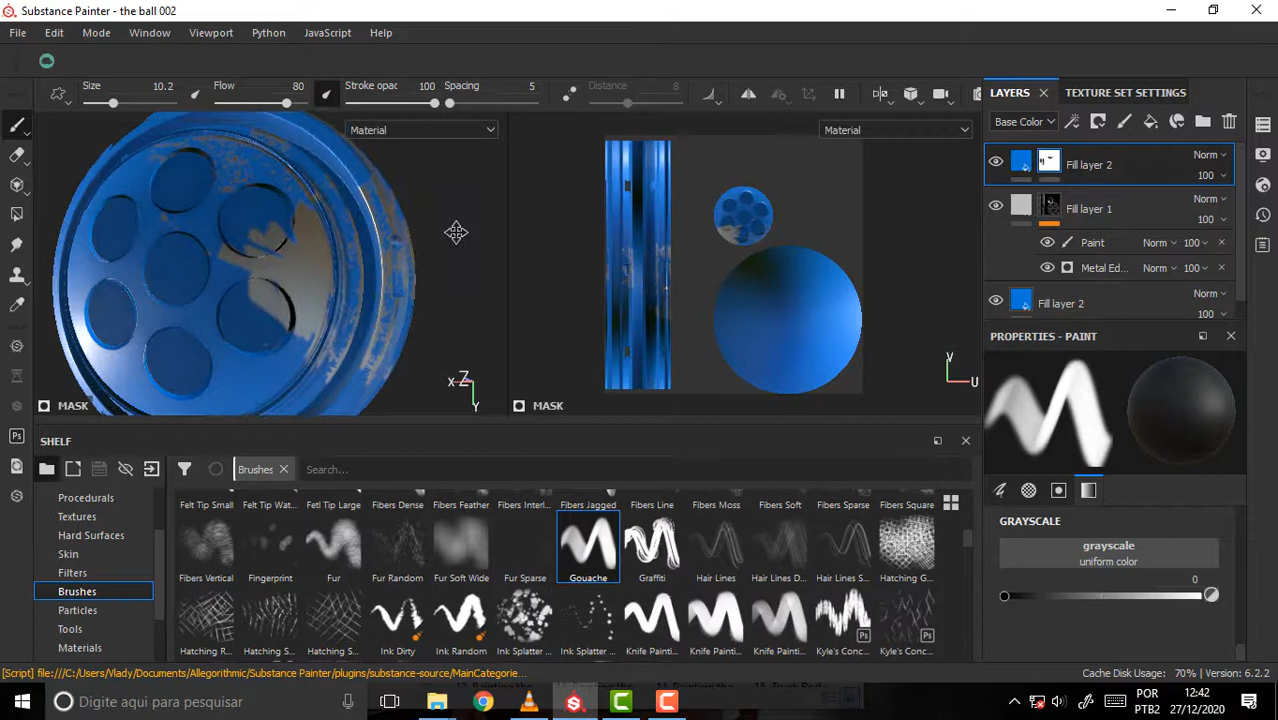 Substance Painter - the ball 002
File Edit Mode Window Viewport Python JavaScript Help
Size 10.2 Flow 80 Stroke opac 100 Spacing 5 Distance 8
LAYERS TEXTURE SET SETTINGS
Base Color
Material
Material
Fill layer 2 Norm 100
Fill layer 1 Norm 100
Paint Norm 100
Metal Ed... Norm 100
Fill layer 2 Norm 100
X Z Y
V U
MASK
MASK
PROPERTIES - PAINT
SHELF
Brushes
Search...
Procedurals
Textures
Hard Surfaces
Skin
Filters
Brushes
Particles
Tools
Materials
Felt Tip Small Felt Tip Wat... Fetl Tip Large Fibers Dense Fibers Feather Fibers Interl... Fibers Jagged Fibers Line Fibers Moss Fibers Soft Fibers Sparse Fibers Square
Fibers Vertical Fingerprint Fur Fur Random Fur Soft Wide Fur Sparse Gouache Graffiti Hair Lines Hair Lines D... Hair Lines S... Hatching G...
Hatching R... Hatching S... Hatching S... Ink Dirty Ink Random Ink Splatter ... Ink Splatter ... Knife Painti... Knife Painti... Knife Painti... Kyle's Conc... Kyle's Conc...
Ps
Ps
Ps
GRAYSCALE
grayscale
uniform color
0
[Script] file:///C:/Users/Vlady/Documents/Allegorithmic/Substance Painter/plugins/substance-source/MainCategorie...
Cache Disk Usage: 70% | Version: 6.2.2
Digite aqui para pesquisar
POR
PTB2
12:42
27/12/2020